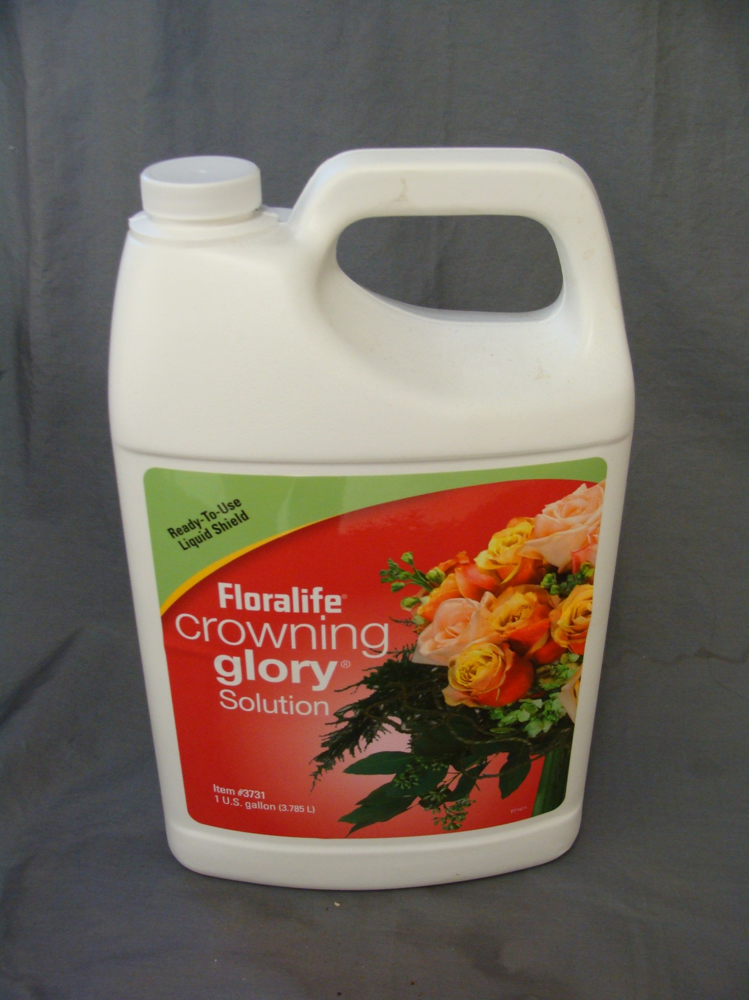 Ready-To-Use
Liquid Shield
Floralife®
crowning
glory®
Solution
Item #3731
1 U.S. gallon (3.785 L)